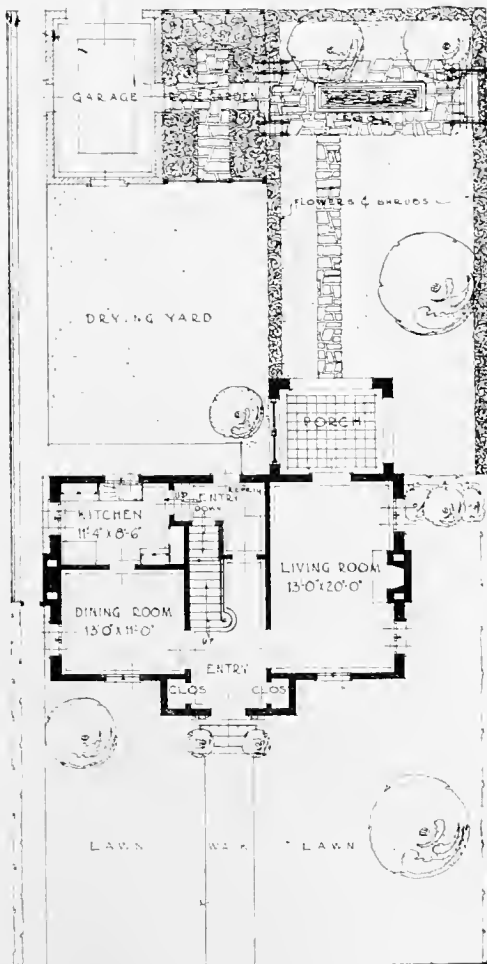 GARAGE
ROSE GARDEN
POOL
FLOWERS & SHRUBS
DRYING YARD
PORCH
UP
ENTRY
DOWN
REFRIG
KITCHEN
11'-4" X 8'-6"
LIVING ROOM
13'-0" X 20'-0"
DINING ROOM
13'0" X 11'-0"
UP
ENTRY
CLOS
CLOS
LAWN
WALK
LAWN